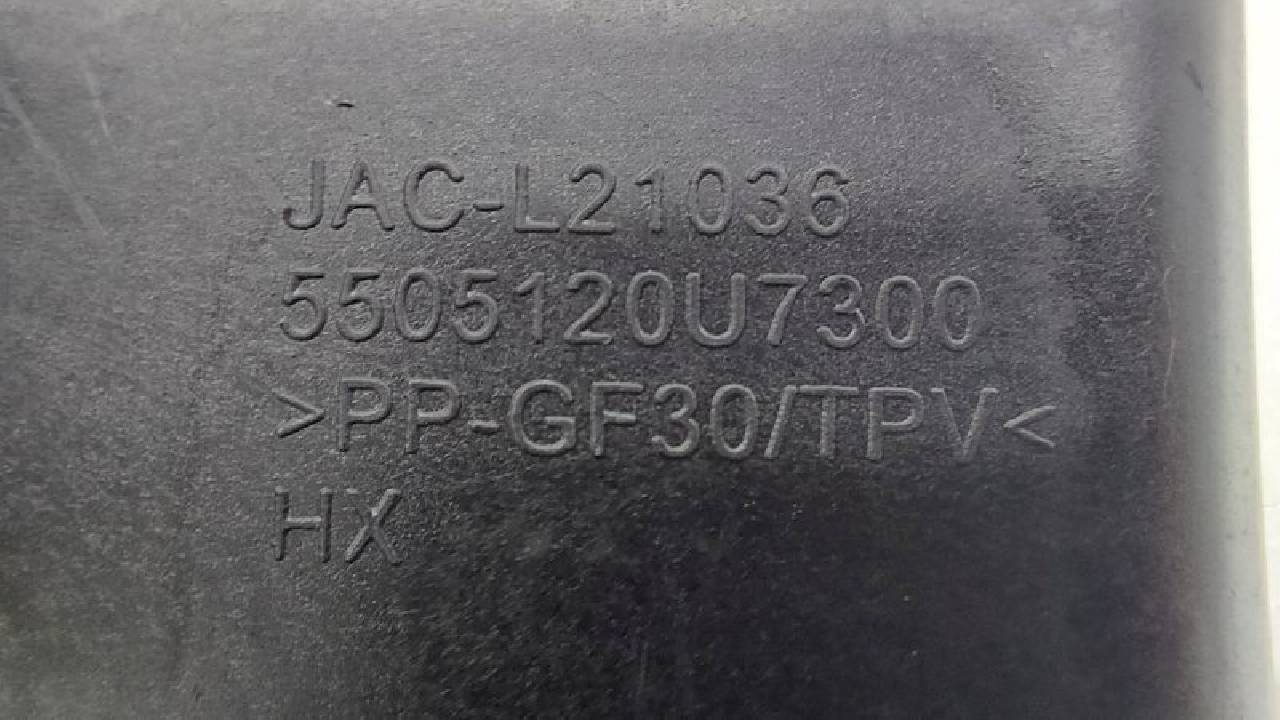 JAC-L21036
5505120U7300
>PP-GF30/TPV<
HX